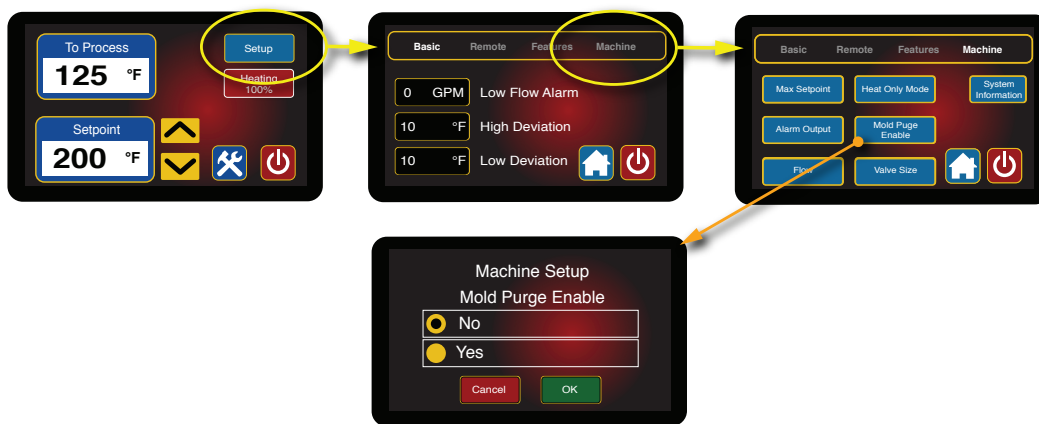 To Process
125 °F
Setup
Heating
100%
Setpoint
200 °F
Basic Remote Features Machine
0 GPM Low Flow Alarm
10 °F High Deviation
10 °F Low Deviation
Basic Remote Features Machine
Max Setpoint Heat Only Mode System
Information
Alarm Output Mold Puge
Enable
Flow Valve Size
Machine Setup
Mold Purge Enable
No
Yes
Cancel OK